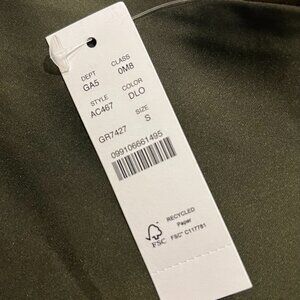 DEPT CLASS
GA5 0M8
STYLE COLOR
AC467 DLO
SIZE
GR7427 S
099106661495
RECYCLED
Paper
FSC FSC® C117781